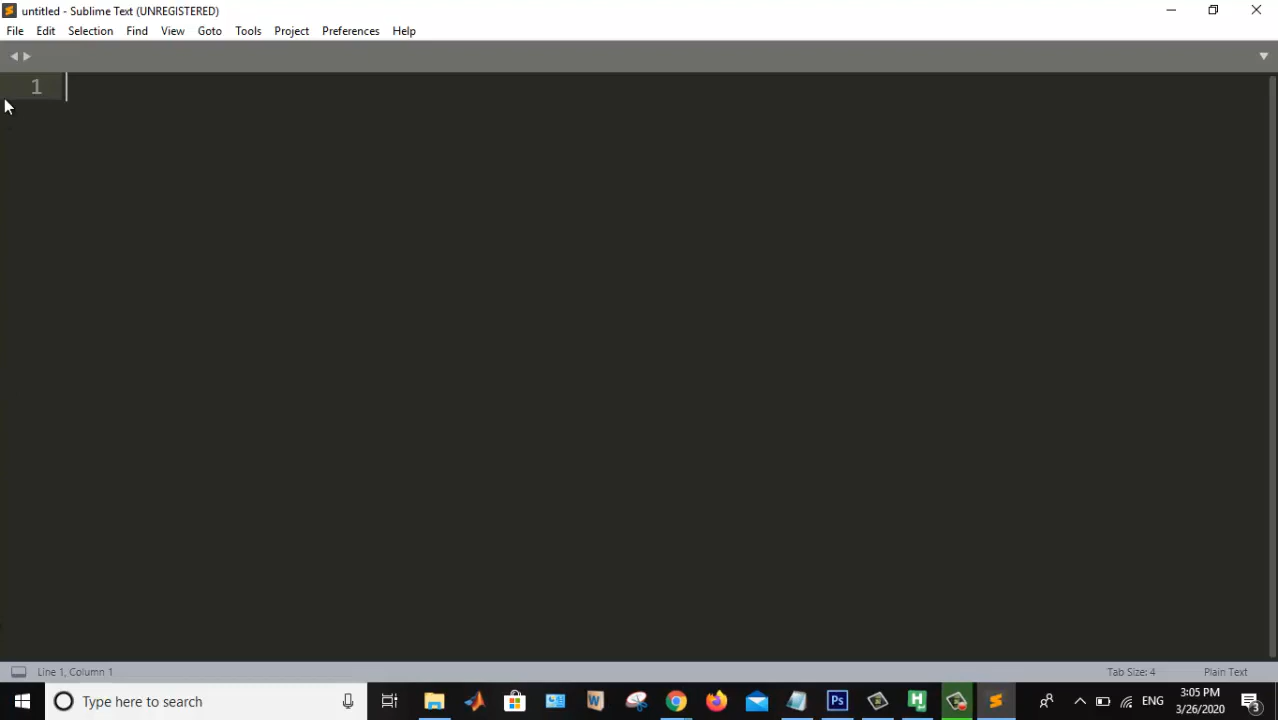 untitled - Sublime Text (UNREGISTERED)
File Edit Selection Find View Goto Tools Project Preferences Help
1
Line 1, Column 1 Tab Size: 4 Plain Text
Type here to search ENG 3:05 PM
3/26/2020 3